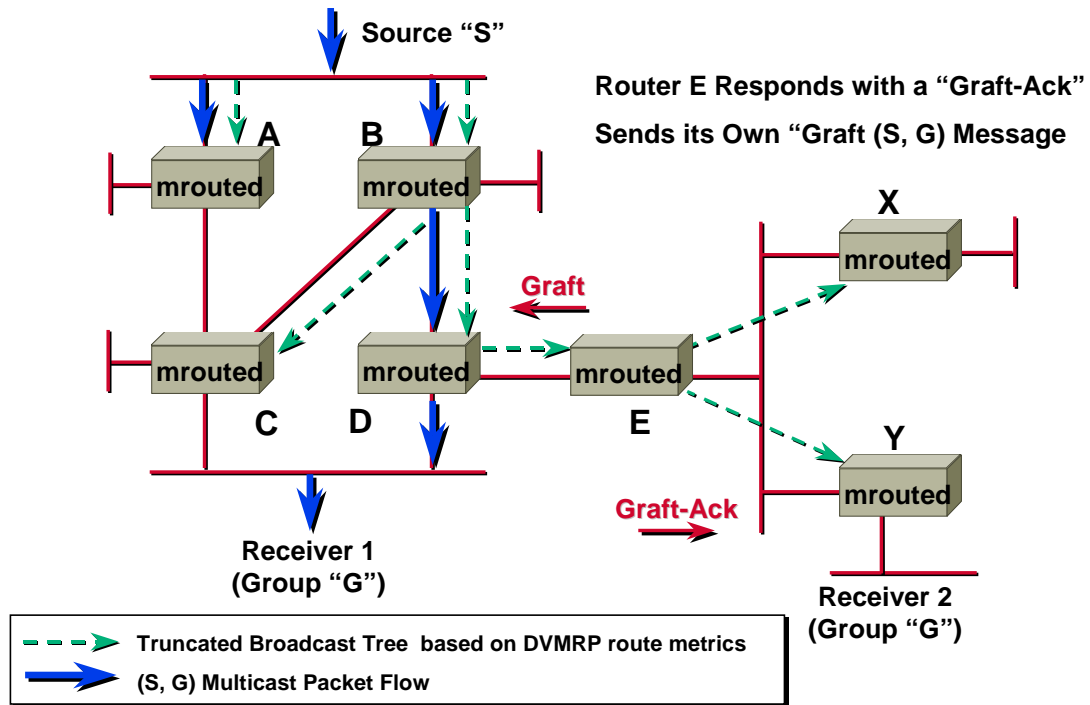 Source “S”
Router E Responds with a “Graft-Ack”
Sends its Own “Graft (S, G) Message
A
B
mrouted
mrouted
X
mrouted
Graft
mrouted
mrouted
mrouted
C
D
E
Y
mrouted
Graft-Ack
Receiver 1
(Group “G”)
Receiver 2
(Group “G”)
Truncated Broadcast Tree based on DVMRP route metrics
(S, G) Multicast Packet Flow